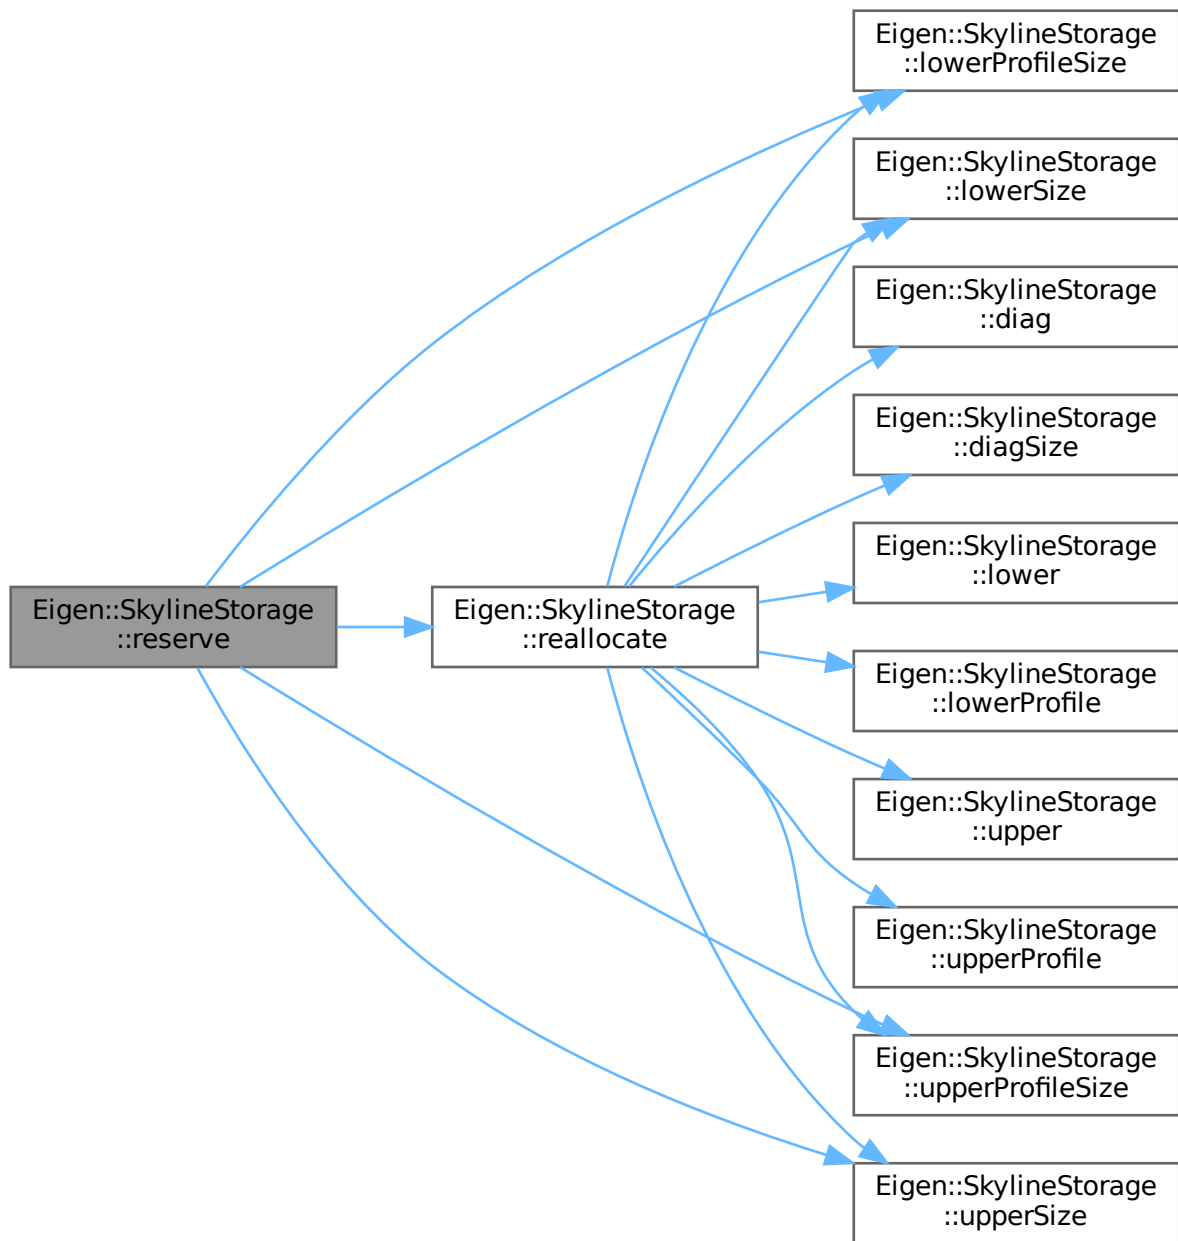 Eigen::SkylineStorage
::reserve
Eigen::SkylineStorage
::reallocate
Eigen::SkylineStorage
::lowerProfileSize
Eigen::SkylineStorage
::lowerSize
Eigen::SkylineStorage
::diag
Eigen::SkylineStorage
::diagSize
Eigen::SkylineStorage
::lower
Eigen::SkylineStorage
::lowerProfile
Eigen::SkylineStorage
::upper
Eigen::SkylineStorage
::upperProfile
Eigen::SkylineStorage
::upperProfileSize
Eigen::SkylineStorage
::upperSize